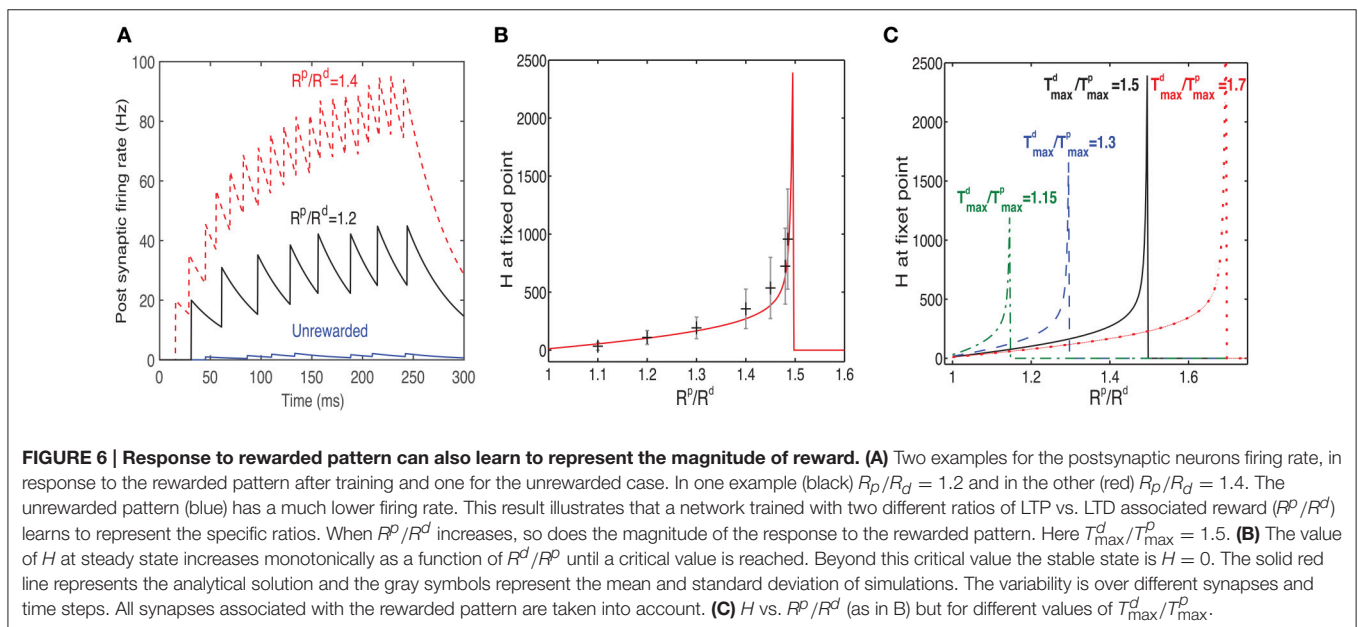 A
B
C
100
80
60
40
20
0
Post synaptic firing rate (Hz)
R^p/R^d=1.4
R^p/R^d=1.2
Unrewarded
0 50 100 150 200 250 300
Time (ms)
2500
2000
1500
1000
500
0
H at fixed point
1 1.1 1.2 1.3 1.4 1.5 1.6
R^p/R^d
2500
2000
1500
1000
500
0
H at fixet point
T^d_max/T^p_max=1.5
T^d_max/T^p_max=1.7
T^d_max/T^p_max=1.3
T^d_max/T^p_max=1.15
1 1.2 1.4 1.6
R^p/R^d
FIGURE 6 | Response to rewarded pattern can also learn to represent the magnitude of reward. (A) Two examples for the postsynaptic neurons firing rate, in
response to the rewarded pattern after training and one for the unrewarded case. In one example (black) R_p/R_d = 1.2 and in the other (red) R_p/R_d = 1.4. The
unrewarded pattern (blue) has a much lower firing rate. This result illustrates that a network trained with two different ratios of LTP vs. LTD associated reward (R^p/R^d)
learns to represent the specific ratios. When R^p/R^d increases, so does the magnitude of the response to the rewarded pattern. Here T^d_max/T^p_max = 1.5. (B) The value
of H at steady state increases monotonically as a function of R^d/R^p until a critical value is reached. Beyond this critical value the stable state is H = 0. The solid red
line represents the analytical solution and the gray symbols represent the mean and standard deviation of simulations. The variability is over different synapses and
time steps. All synapses associated with the rewarded pattern are taken into account. (C) H vs. R^p/R^d (as in B) but for different values of T^d_max/T^p_max.